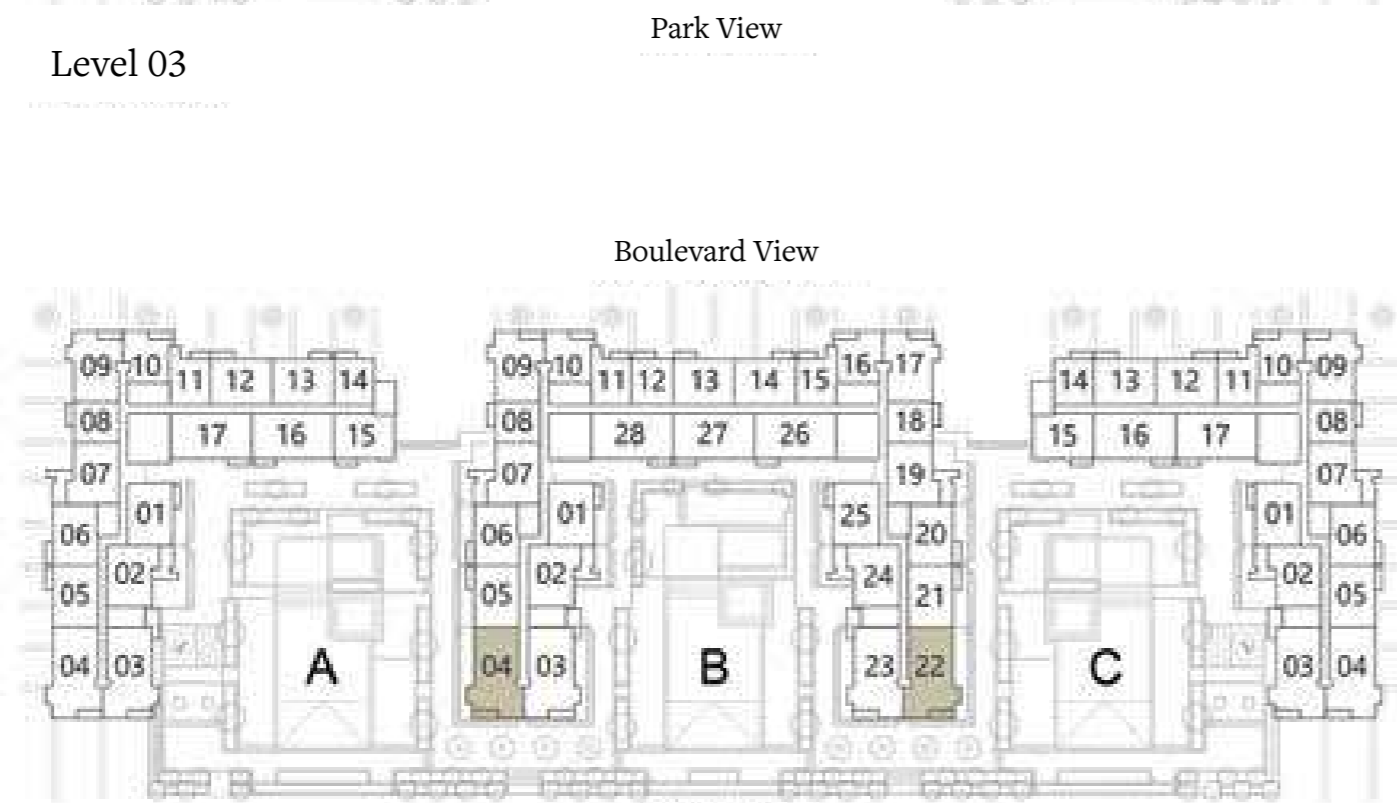 Park View
Level 03
Boulevard View
09 10 11 12 13 14 09 10 11 12 13 14 15 16 17 14 13 12 11 10 09
08 17 16 15 08 28 27 26 18 15 16 17 08
07 07 19 07
01 01 25 01
06 06 20 06
02 02 24 02
05 05 21 05
04 03 A 04 03 B 23 22 C 03 04